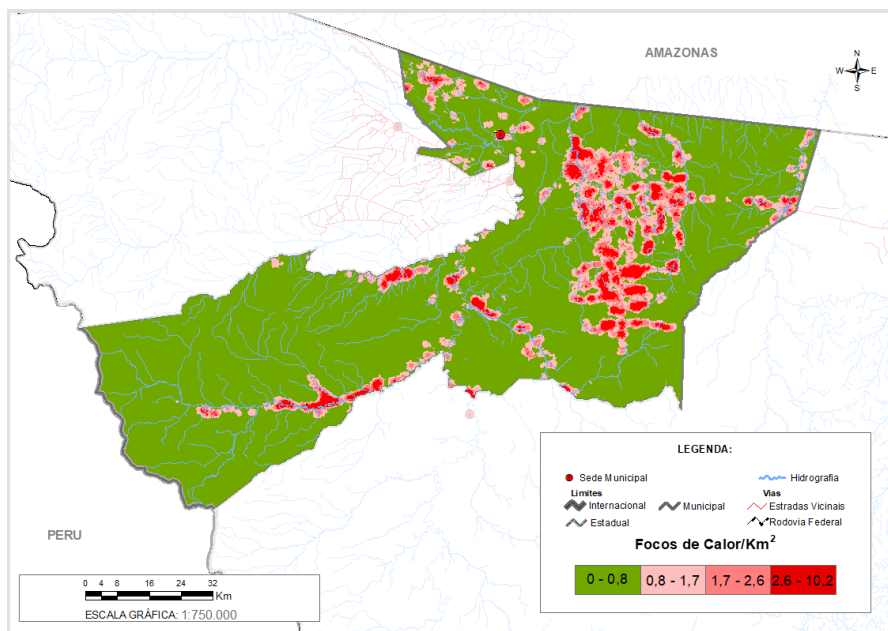 AMAZONAS
N
W E
S
PERU
0 4 8 16 24 32
Km
ESCALA GRÁFICA: 1:750.000
LEGENDA:
Sede Municipal
Hidrografia
Limites
Vias
Internacional
Municipal
Estradas Vicinais
Estadual
Rodovia Federal
Focos de Calor/Km2
0 - 0,8
0,8 - 1,7
1,7 - 2,6
2,6 - 10,2